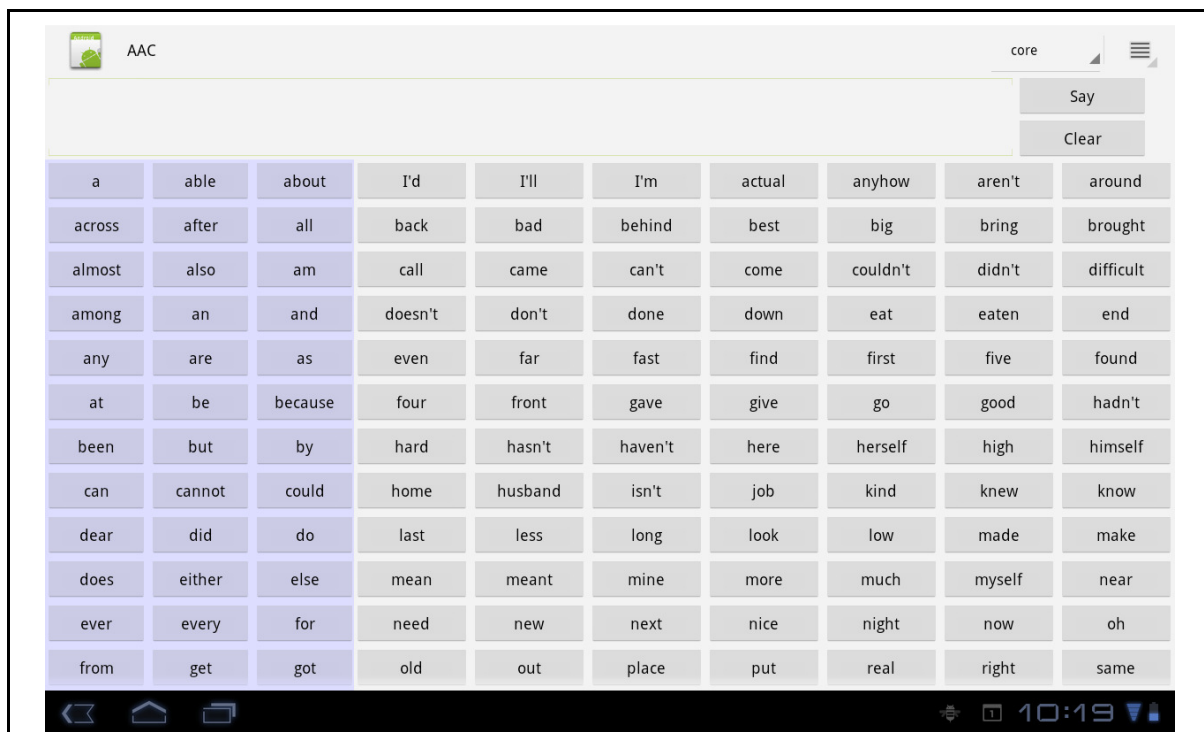 AAC core
Say
Clear
a able about I'd I'll I'm actual anyhow aren't around
across after all back bad behind best big bring brought
almost also am call came can't come couldn't didn't difficult
among an and doesn't don't done down eat eaten end
any are as even far fast find first five found
at be because four front gave give go good hadn't
been but by hard hasn't haven't here herself high himself
can cannot could home husband isn't job kind knew know
dear did do last less long look low made make
does either else mean meant mine more much myself near
ever every for need new next nice night now oh
from get got old out place put real right same
1 10:19